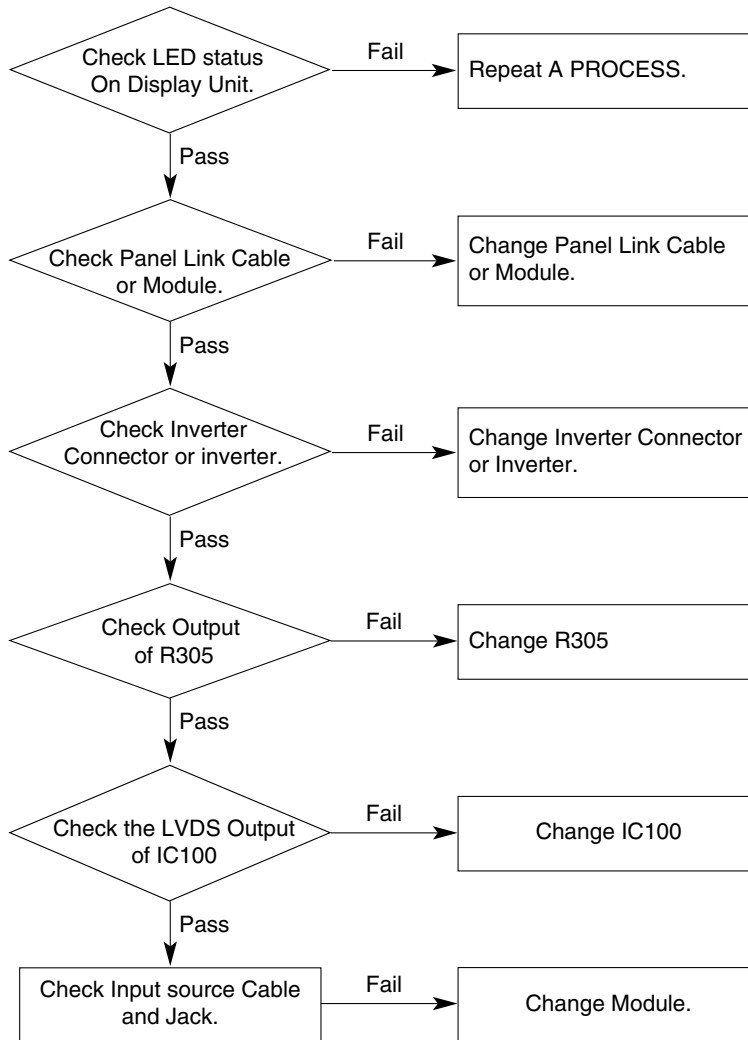 Check LED status
On Display Unit.
Fail
Repeat A PROCESS.
Pass
Check Panel Link Cable
or Module.
Fail
Change Panel Link Cable
or Module.
Pass
Check Inverter
Connector or inverter.
Fail
Change Inverter Connector
or Inverter.
Pass
Check Output
of R305
Fail
Change R305
Pass
Check the LVDS Output
of IC100
Fail
Change IC100
Pass
Check Input source Cable
and Jack.
Fail
Change Module.